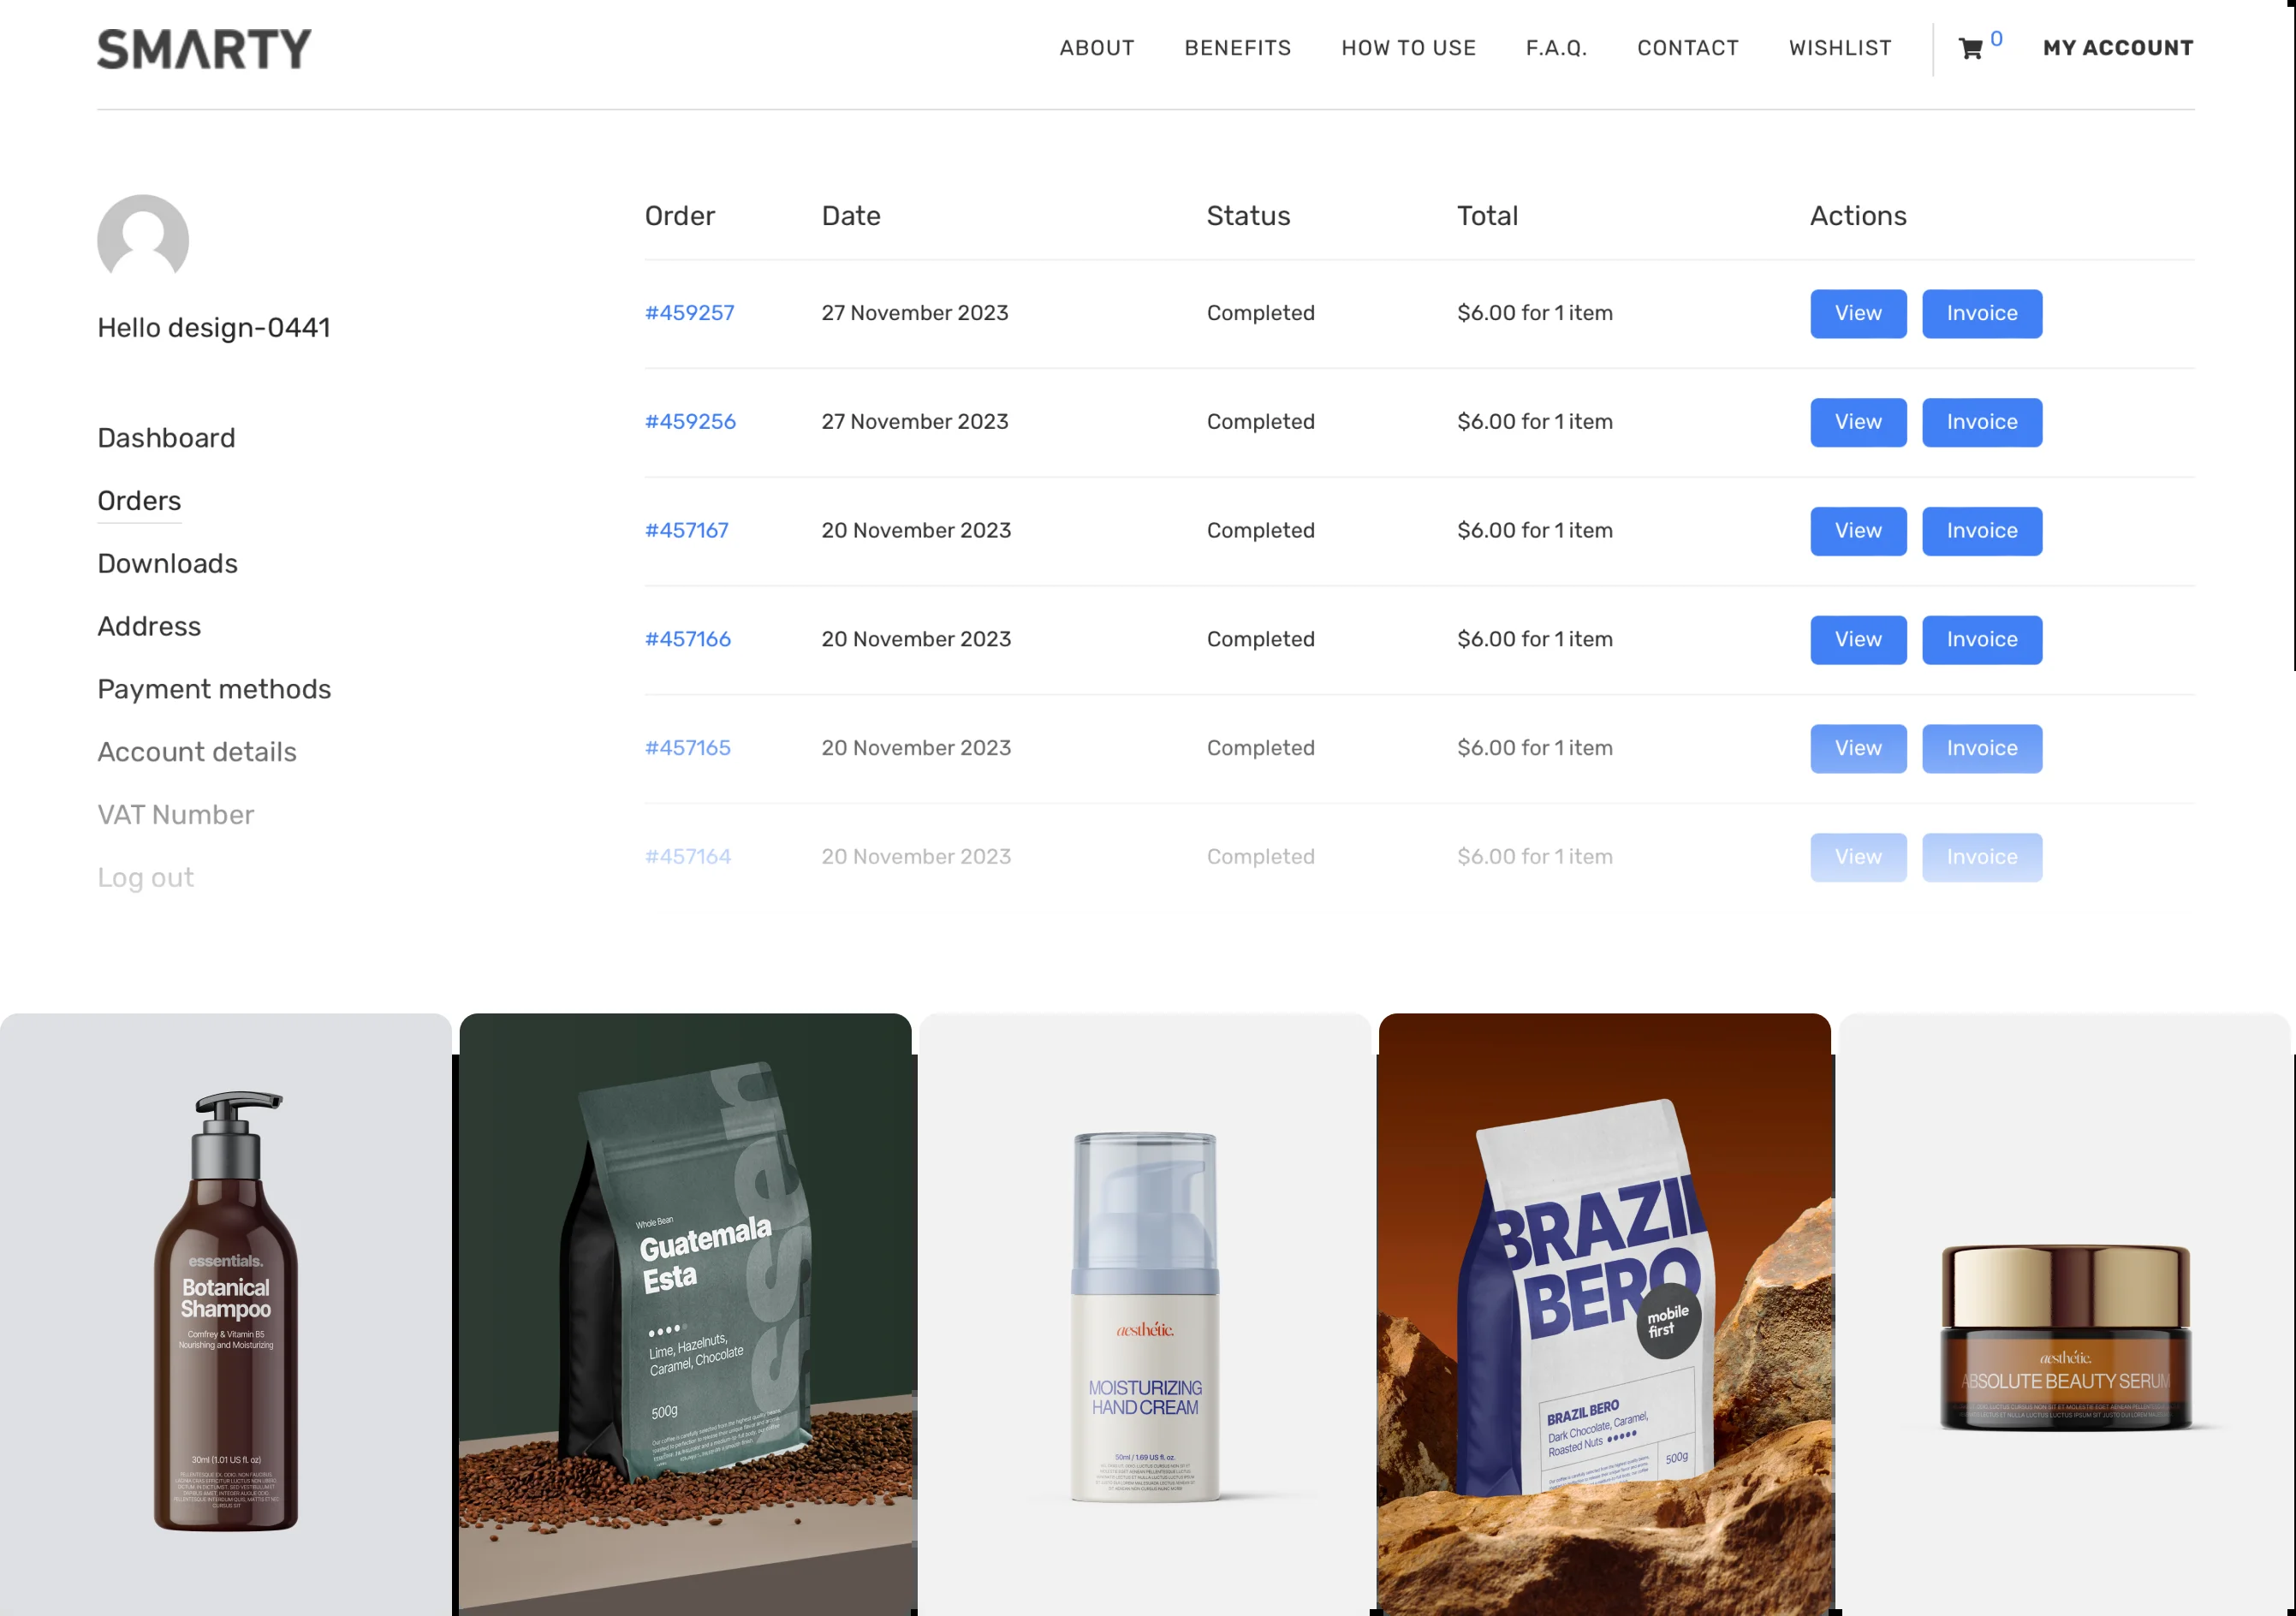 SMARTY
ABOUT BENEFITS HOW TO USE F.A.Q. CONTACT WISHLIST 0 MY ACCOUNT
Hello design-0441
Dashboard
Orders
Downloads
Address
Payment methods
Account details
VAT Number
Log out
Order Date Status Total Actions
#459257 27 November 2023 Completed $6.00 for 1 item View Invoice
#459256 27 November 2023 Completed $6.00 for 1 item View Invoice
#457167 20 November 2023 Completed $6.00 for 1 item View Invoice
#457166 20 November 2023 Completed $6.00 for 1 item View Invoice
#457165 20 November 2023 Completed $6.00 for 1 item View Invoice
#457164 20 November 2023 Completed $6.00 for 1 item View Invoice
essentials.
Botanical
Shampoo
Comfrey & Vitamin B5
Nourishing and Moisturizing
30ml (1.01 US fl. oz)
Whole Bean
Guatemala
Esta
Lime, Hazelnuts,
Caramel, Chocolate
500g
aesthétic.
MOISTURIZING
HAND CREAM
50ml / 1.69 US fl. oz.
BRAZIL
BERO
mobile
first
BRAZIL BERO
Dark Chocolate, Caramel,
Roasted Nuts
500g
aesthétic.
ABSOLUTE BEAUTY SERUM